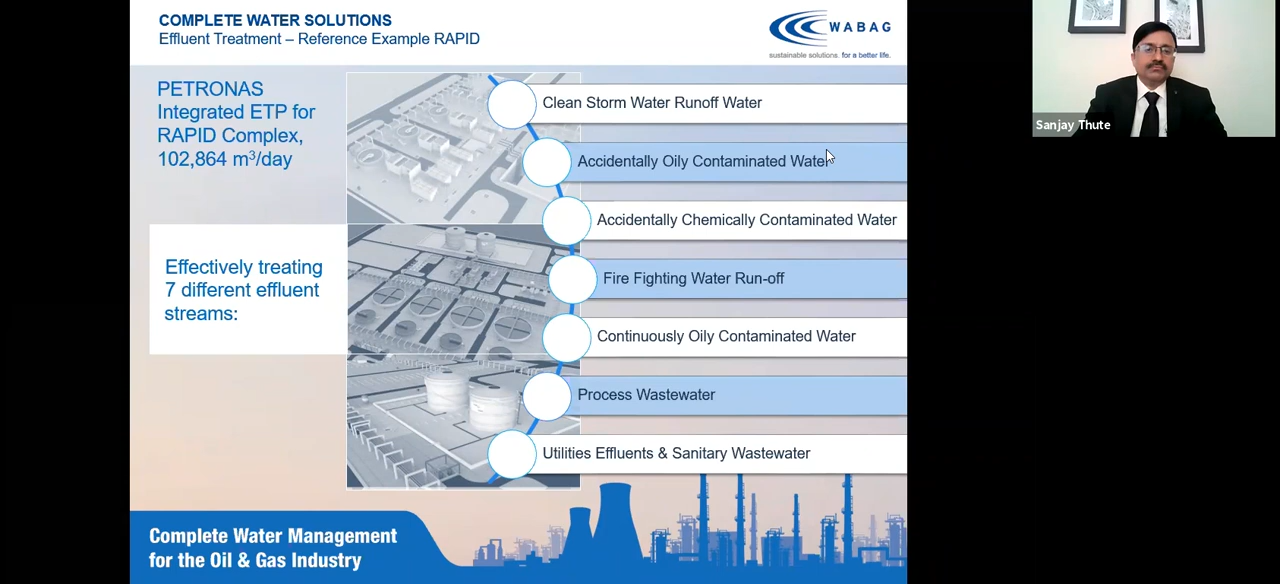 COMPLETE WATER SOLUTIONS
Effluent Treatment – Reference Example RAPID
WABAG
sustainable solutions. for a better life.
PETRONAS
Integrated ETP for
RAPID Complex,
102,864 m³/day
Effectively treating
7 different effluent
streams:
Clean Storm Water Runoff Water
Accidentally Oily Contaminated Water
Accidentally Chemically Contaminated Water
Fire Fighting Water Run-off
Continuously Oily Contaminated Water
Process Wastewater
Utilities Effluents & Sanitary Wastewater
Complete Water Management
for the Oil & Gas Industry
Sanjay Thute